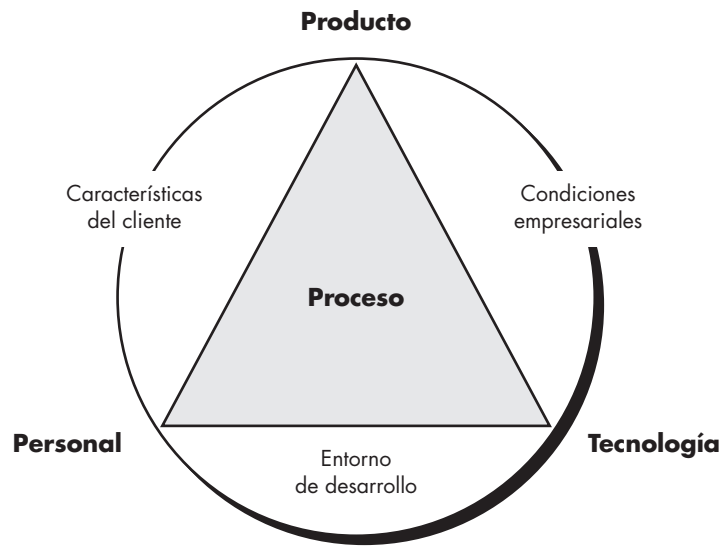 Producto
Características
del cliente
Condiciones
empresariales
Proceso
Personal
Tecnología
Entorno
de desarrollo